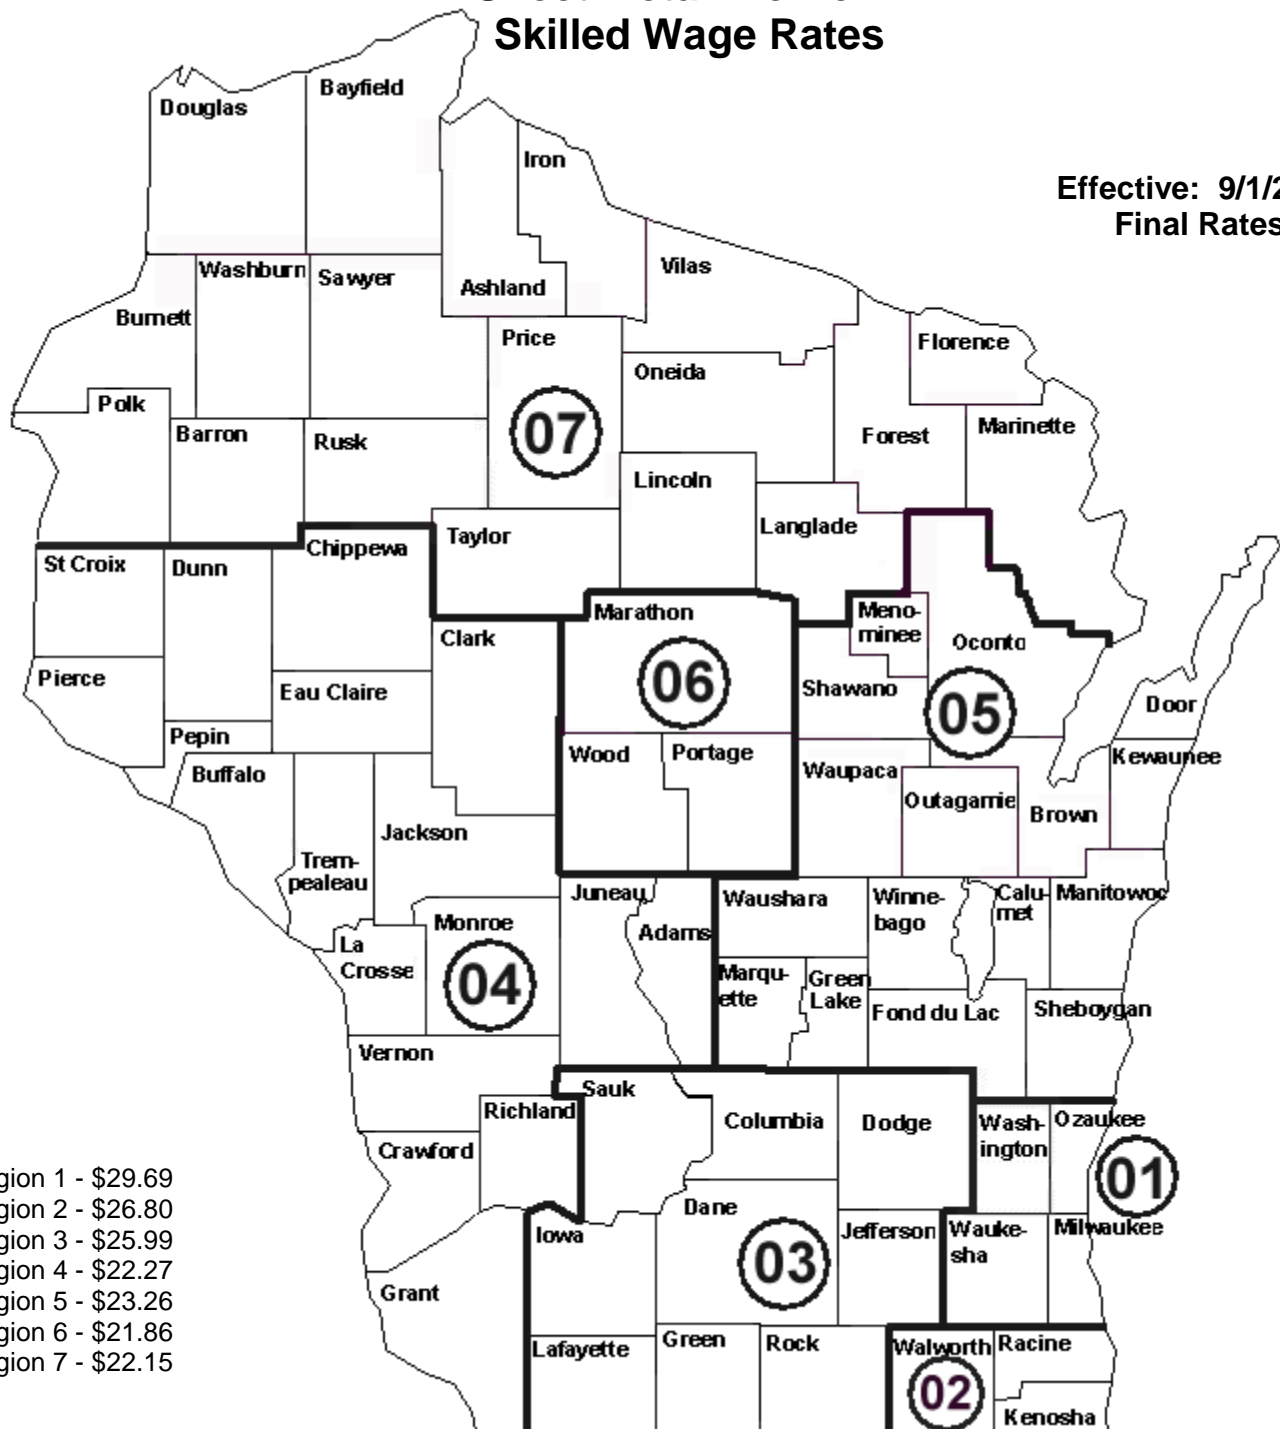 Skilled Wage Rates
Bayfield
Douglas
Iron
Effective: 9/1/2
Final Rates
Washburn
Sawyer
Vilas
Ashland
Burnett
Price
Florence
Oneida
Polk
07
Barron
Rusk
Forest
Marinette
Lincoln
Langlade
Taylor
Chippewa
St Croix
Dunn
Marathon
Meno-
minee
Clark
Oconto
Pierce
06
Eau Claire
Shawano
05
Door
Pepin
Wood
Portage
Kewaunee
Buffalo
Waupaca
Outagamie
Brown
Jackson
Trem-
pealeau
Juneau
Waushara
Winne-
bago
Calu-
met
Manitowoc
Monroe
Adams
La
Crosse
04
Marqu-
ette
Green
Lake
Fond du Lac
Sheboygan
Vernon
Sauk
Richland
Columbia
Dodge
Wash-
ington
Ozaukee
Crawford
01
gion 1 - $29.69
gion 2 - $26.80
gion 3 - $25.99
gion 4 - $22.27
gion 5 - $23.26
gion 6 - $21.86
gion 7 - $22.15
Dane
Iowa
Jefferson
Wauke-
sha
Milwaukee
03
Grant
Lafayette
Green
Rock
Walworth
Racine
02
Kenosha